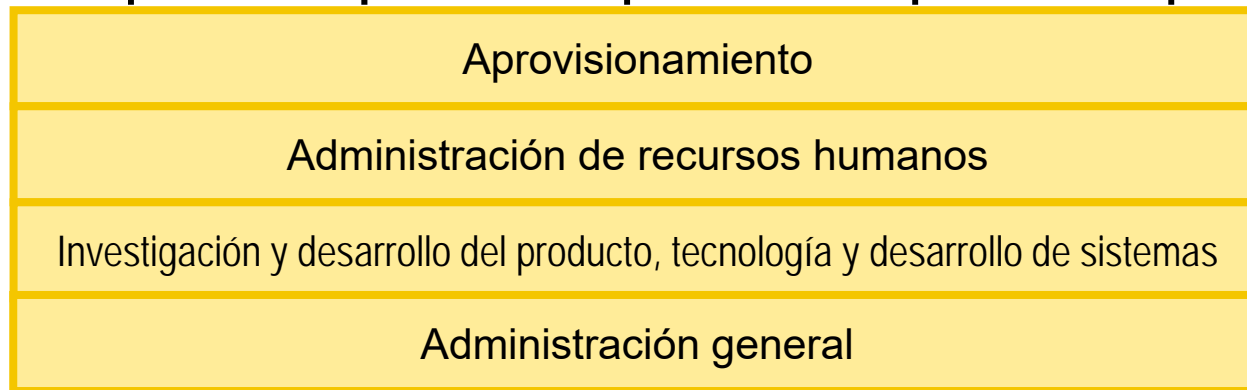 Aprovisionamiento
Administración de recursos humanos
Investigación y desarrollo del producto, tecnología y desarrollo de sistemas
Administración general